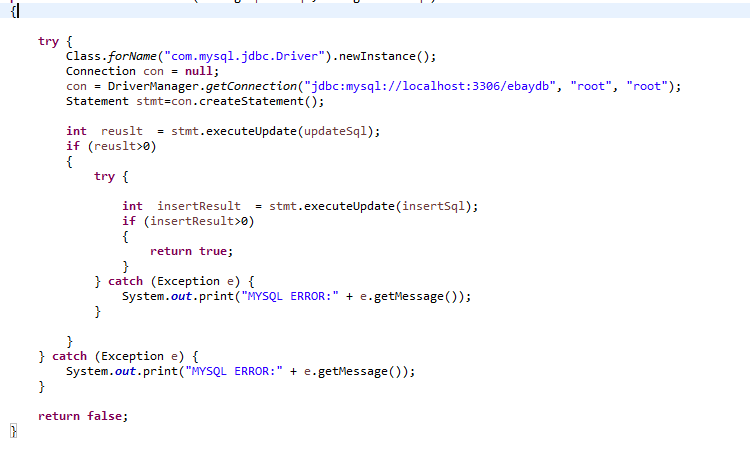 {
try {
Class.forName("com.mysql.jdbc.Driver").newInstance();
Connection con = null;
con = DriverManager.getConnection("jdbc:mysql://localhost:3306/ebaydb", "root", "root");
Statement stmt=con.createStatement();
int reuslt = stmt.executeUpdate(updateSql);
if (reuslt>0)
{
try {
int insertResult = stmt.executeUpdate(insertSql);
if (insertResult>0)
{
return true;
}
} catch (Exception e) {
System.out.print("MYSQL ERROR:" + e.getMessage());
}
}
} catch (Exception e) {
System.out.print("MYSQL ERROR:" + e.getMessage());
}
return false;
}